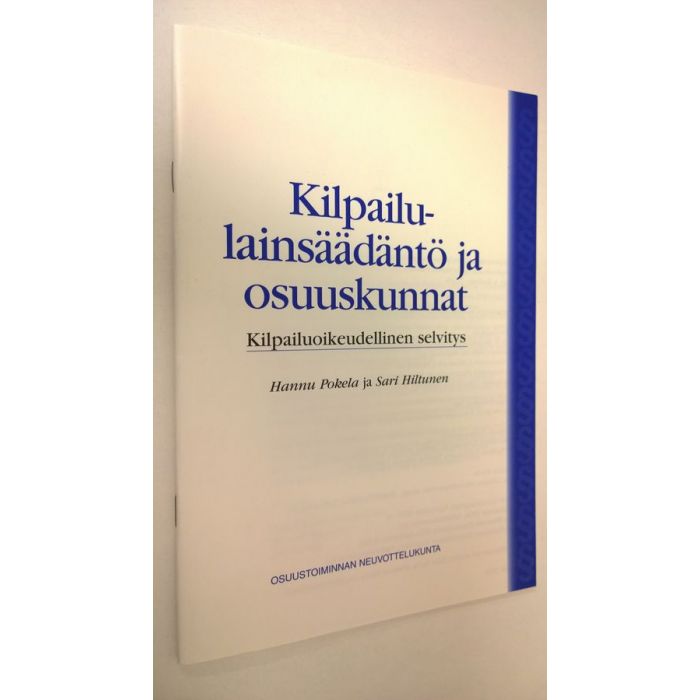 Kilpailu-
lainsäädäntö ja
osuuskunnat
Kilpailuoikeudellinen selvitys
Hannu Pokela ja Sari Hiltunen
OSUUSTOIMINNAN NEUVOTTELUKUNTA